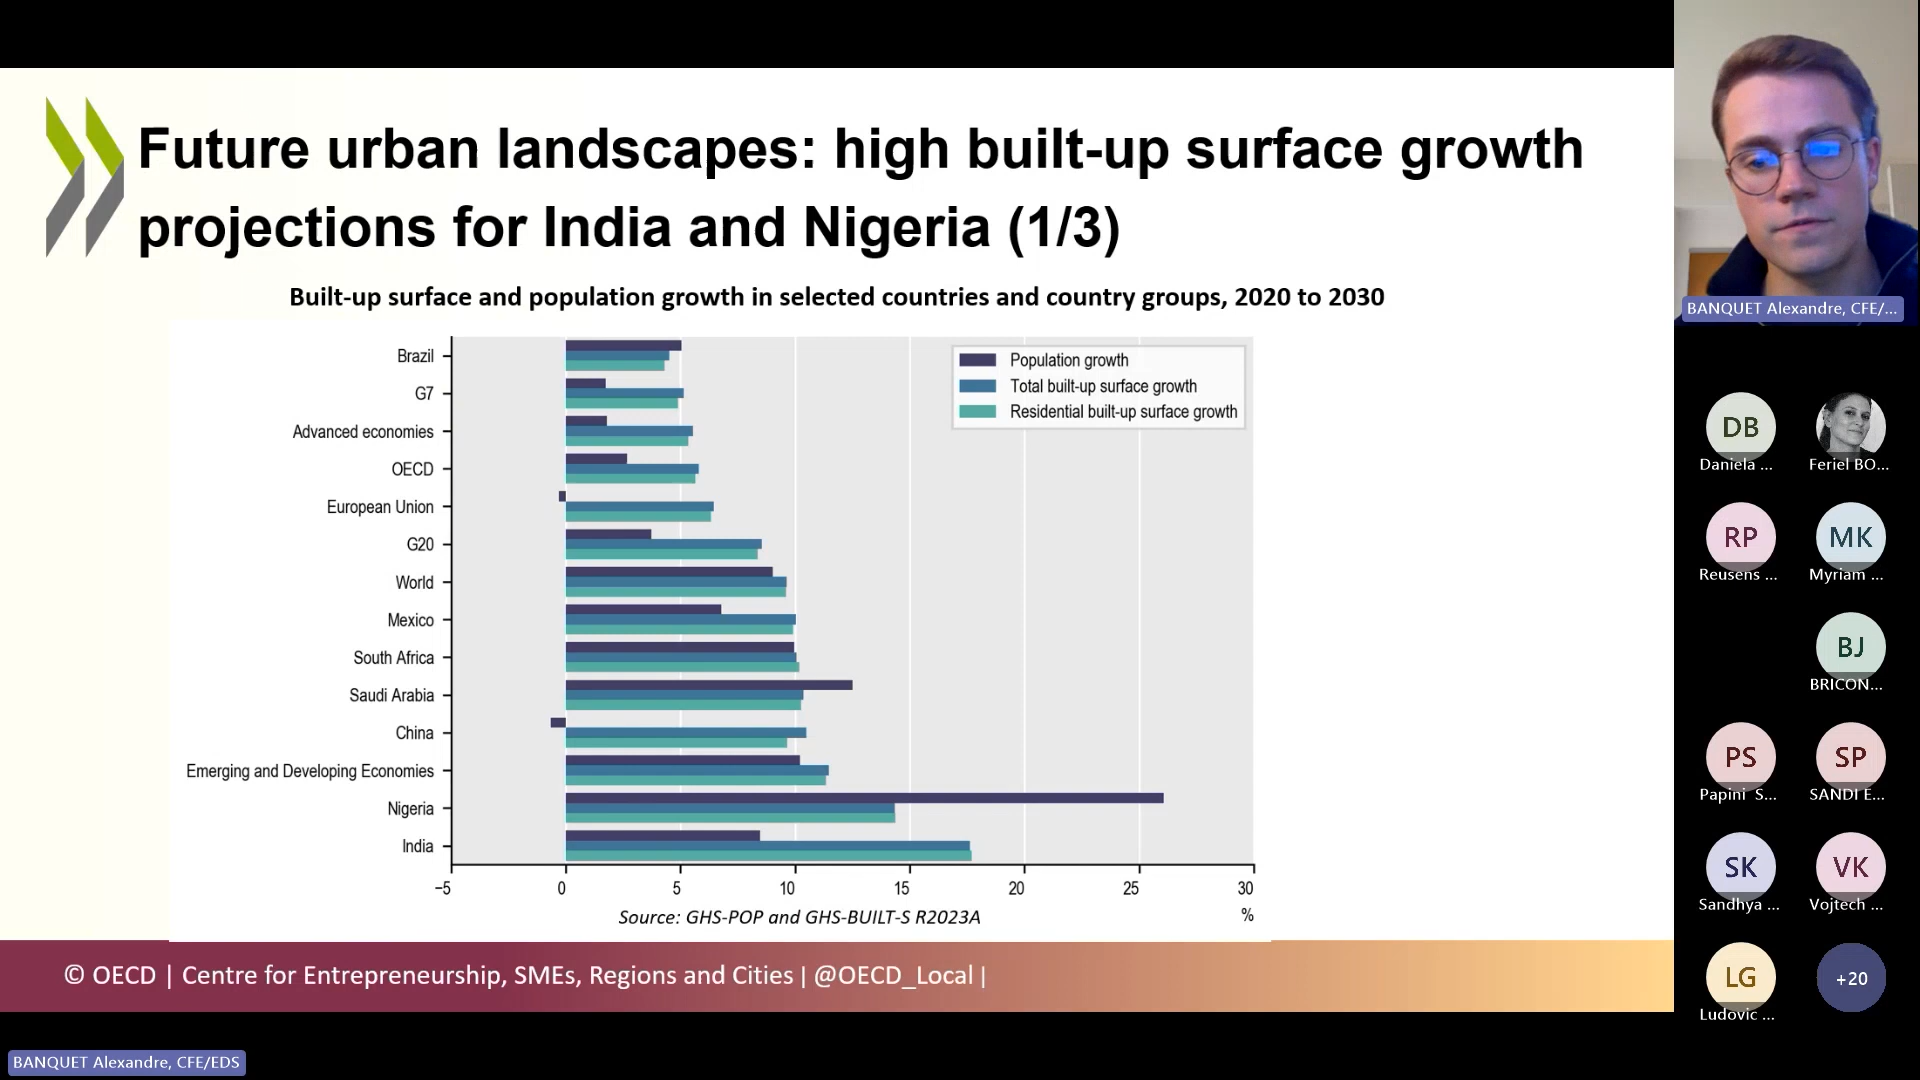 Future urban landscapes: high built-up surface growth
projections for India and Nigeria (1/3)
Built-up surface and population growth in selected countries and country groups, 2020 to 2030
Brazil
G7
Advanced economies
OECD
European Union
G20
World
Mexico
South Africa
Saudi Arabia
China
Emerging and Developing Economies
Nigeria
India
Population growth
Total built-up surface growth
Residential built-up surface growth
−5 0 5 10 15 20 25 30
%
Source: GHS-POP and GHS-BUILT-S R2023A
© OECD | Centre for Entrepreneurship, SMEs, Regions and Cities | @OECD_Local |
BANQUET Alexandre, CFE/EDS
BANQUET Alexandre, CFE/...
DB
Daniela ...
Feriel BO...
RP
Reusens ...
MK
Myriam ...
BJ
BRICON...
PS
Papini S...
SP
SANDI E...
SK
Sandhya ...
VK
Vojtech ...
LG
Ludovic ...
+20